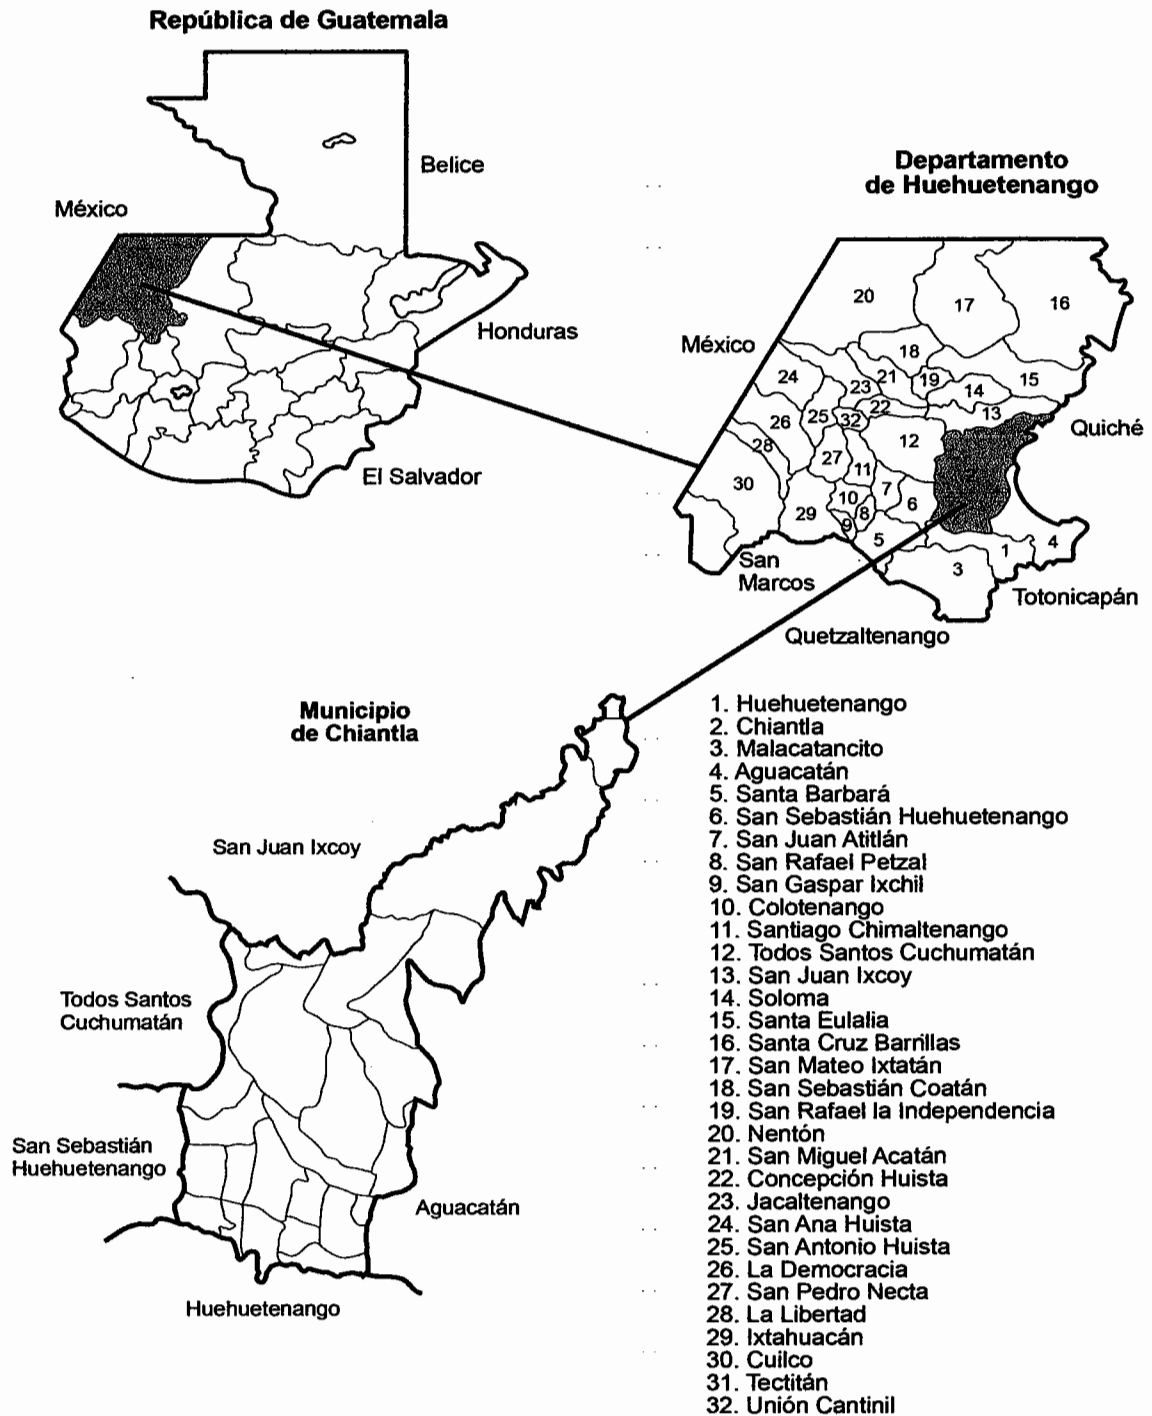 República de Guatemala
Belice
México
Honduras
El Salvador
Departamento
de Huehuetenango
México
20
17
16
18
24
23
21
19
14
15
13
22
25
32
26
28
12
27
11
30
7
10
6
29
8
9
5
1
4
3
Quiché
San
Marcos
Totonicapán
Quetzaltenango
Municipio
de Chiantla
San Juan Ixcoy
Todos Santos
Cuchumatán
San Sebastián
Huehuetenango
Aguacatán
Huehuetenango
1. Huehuetenango
2. Chiantla
3. Malacatancito
4. Aguacatán
5. Santa Barbará
6. San Sebastián Huehuetenango
7. San Juan Atitlán
8. San Rafael Petzal
9. San Gaspar Ixchil
10. Colotenango
11. Santiago Chimaltenango
12. Todos Santos Cuchumatán
13. San Juan Ixcoy
14. Soloma
15. Santa Eulalia
16. Santa Cruz Barrillas
17. San Mateo Ixtatán
18. San Sebastián Coatán
19. San Rafael la Independencia
20. Nentón
21. San Miguel Acatán
22. Concepción Huista
23. Jacaltenango
24. San Ana Huista
25. San Antonio Huista
26. La Democracia
27. San Pedro Necta
28. La Libertad
29. Ixtahuacán
30. Cuilco
31. Tectitán
32. Unión Cantinil